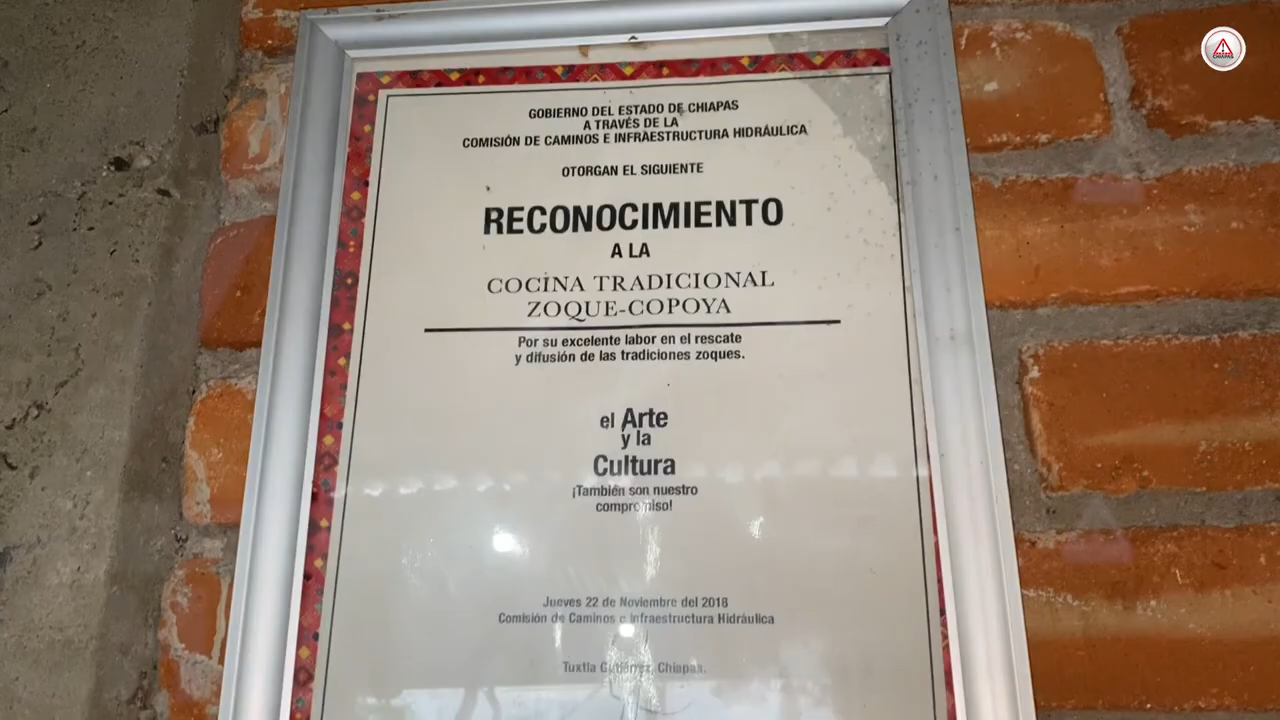 GOBIERNO DEL ESTADO DE CHIAPAS
A TRAVÉS DE LA
COMISIÓN DE CAMINOS E INFRAESTRUCTURA HIDRÁULICA
OTORGAN EL SIGUIENTE
RECONOCIMIENTO
A LA
COCINA TRADICIONAL
ZOQUE-COPOYA
Por su excelente labor en el rescate
y difusión de las tradiciones zoques.
el Arte
y la
Cultura
¡También son nuestro
compromiso!
Jueves 22 de Noviembre del 2018
Comisión de Caminos e Infraestructura Hidráulica
Tuxtla Gutiérrez, Chiapas.